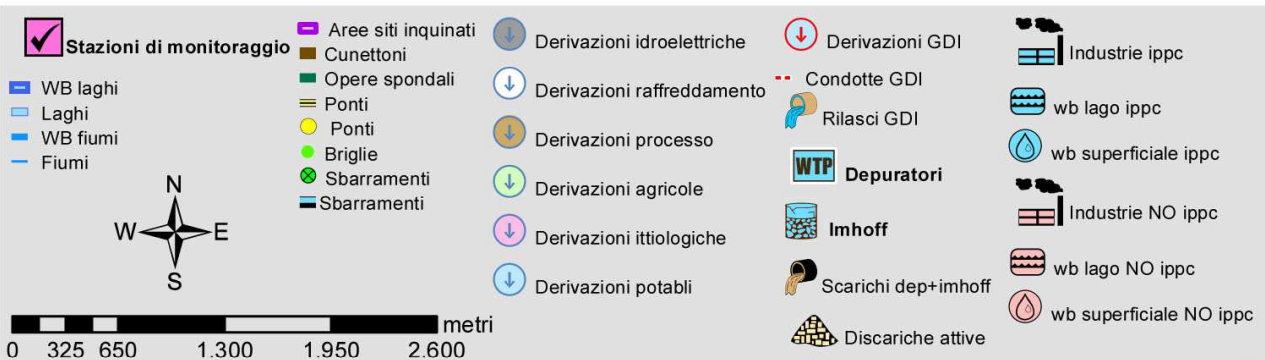 Stazioni di monitoraggio
WB laghi
Laghi
WB fiumi
Fiumi
N
W E
S
metri
0 325 650 1.300 1.950 2.600
Aree siti inquinati
Cunettoni
Opere spondali
Ponti
Ponti
Briglie
Sbarramenti
Sbarramenti
Derivazioni idroelettriche
Derivazioni raffreddamento
Derivazioni processo
Derivazioni agricole
Derivazioni ittiologiche
Derivazioni potabili
Derivazioni GDI
Condotte GDI
Rilasci GDI
WTP Depuratori
Imhoff
Scarichi dep+imhoff
Discariche attive
Industrie ippc
wb lago ippc
wb superficiale ippc
Industrie NO ippc
wb lago NO ippc
wb superficiale NO ippc